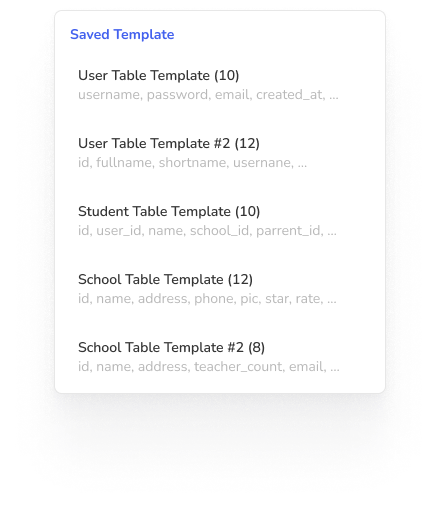 Saved Template
User Table Template (10)
username, password, email, created_at, ...
User Table Template #2 (12)
id, fullname, shortname, usernane, ...
Student Table Template (10)
id, user_id, name, school_id, parrent_id, ...
School Table Template (12)
id, name, address, phone, pic, star, rate, ...
School Table Template #2 (8)
id, name, address, teacher_count, email, ...